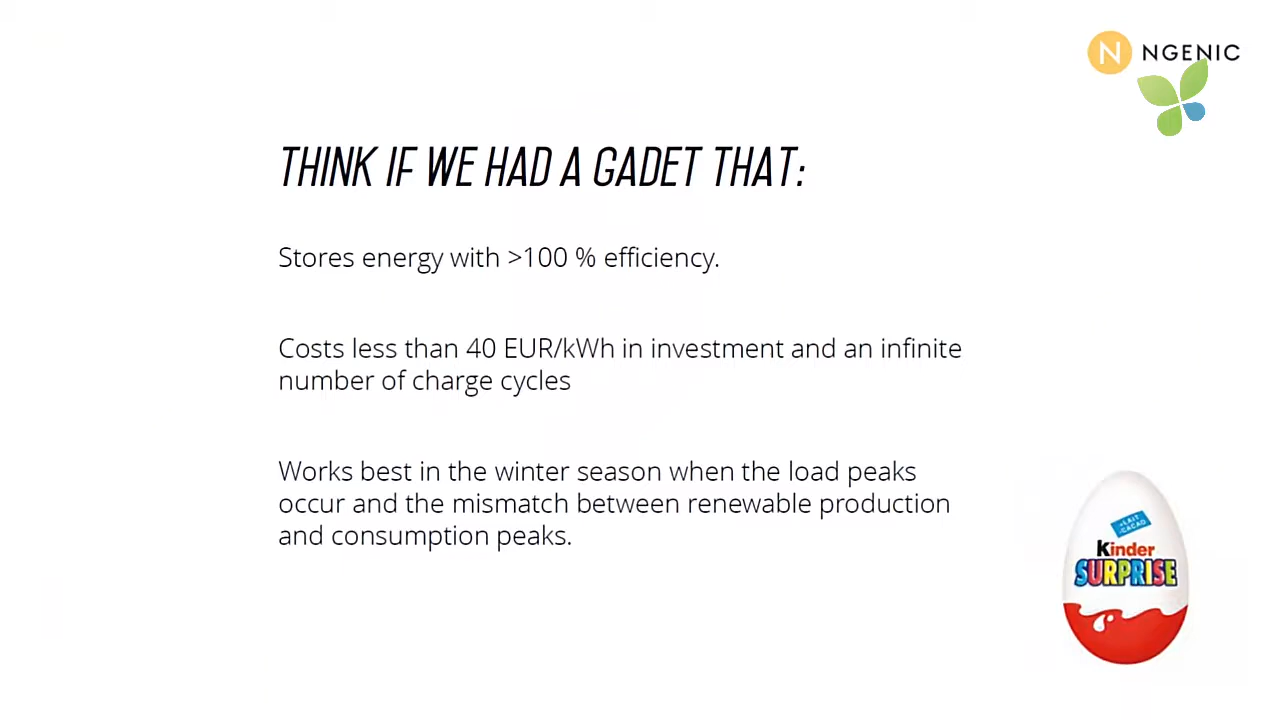 N NGENIC
THINK IF WE HAD A GADET THAT:
Stores energy with >100 % efficiency.
Costs less than 40 EUR/kWh in investment and an infinite
number of charge cycles
Works best in the winter season when the load peaks
occur and the mismatch between renewable production
and consumption peaks.
+LAIT
+CACAO
Kinder
SURPRISE